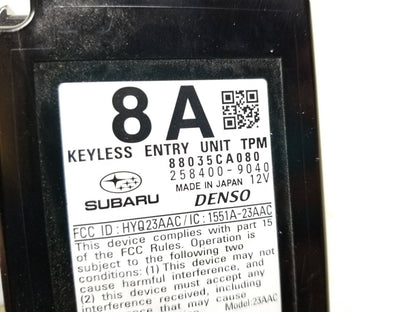 8A
KEYLESS ENTRY UNIT TPM
88035CA080
258400-9040
MADE IN JAPAN 12V
SUBARU DENSO
FCC ID : HYQ23AAC / IC : 1551A-23AAC
This device complies with part 15
of the FCC Rules. Operation is
subject to the following two
conditions: (1) This device may not
cause harmful interference, and
(2) this device must accept any
interference received, including
interference that may cause
Model 23AAC